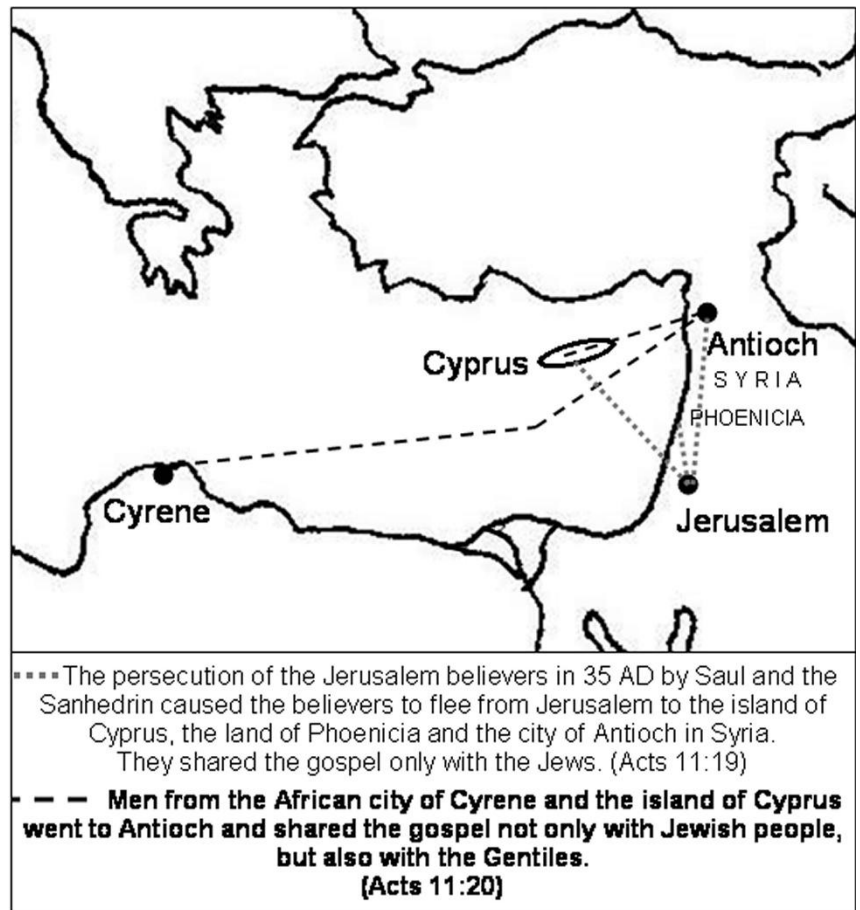 Antioch
Cyprus
SYRIA
PHOENICIA
Cyrene
Jerusalem
The persecution of the Jerusalem believers in 35 AD by Saul and the
Sanhedrin caused the believers to flee from Jerusalem to the island of
Cyprus, the land of Phoenicia and the city of Antioch in Syria.
They shared the gospel only with the Jews. (Acts 11:19)
Men from the African city of Cyrene and the island of Cyprus
went to Antioch and shared the gospel not only with Jewish people,
but also with the Gentiles.
(Acts 11:20)